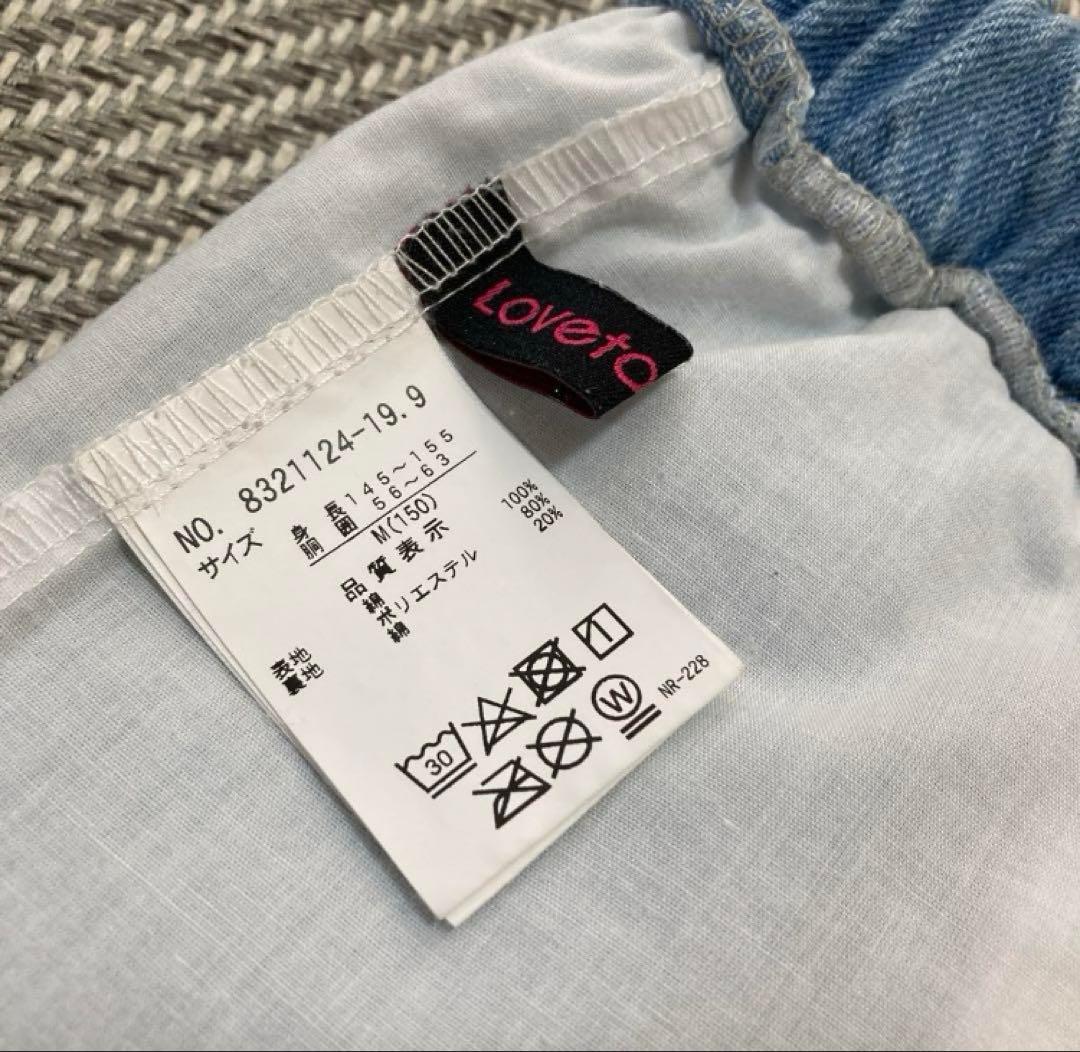 Loveto
NO. 8321124-19.9
サイズ 身長 145～155
胴囲 56～63
M(150)
品質表示
表地 綿 100%
裏地 ポリエステル 80%
綿 20%
30
1
W
NR-228